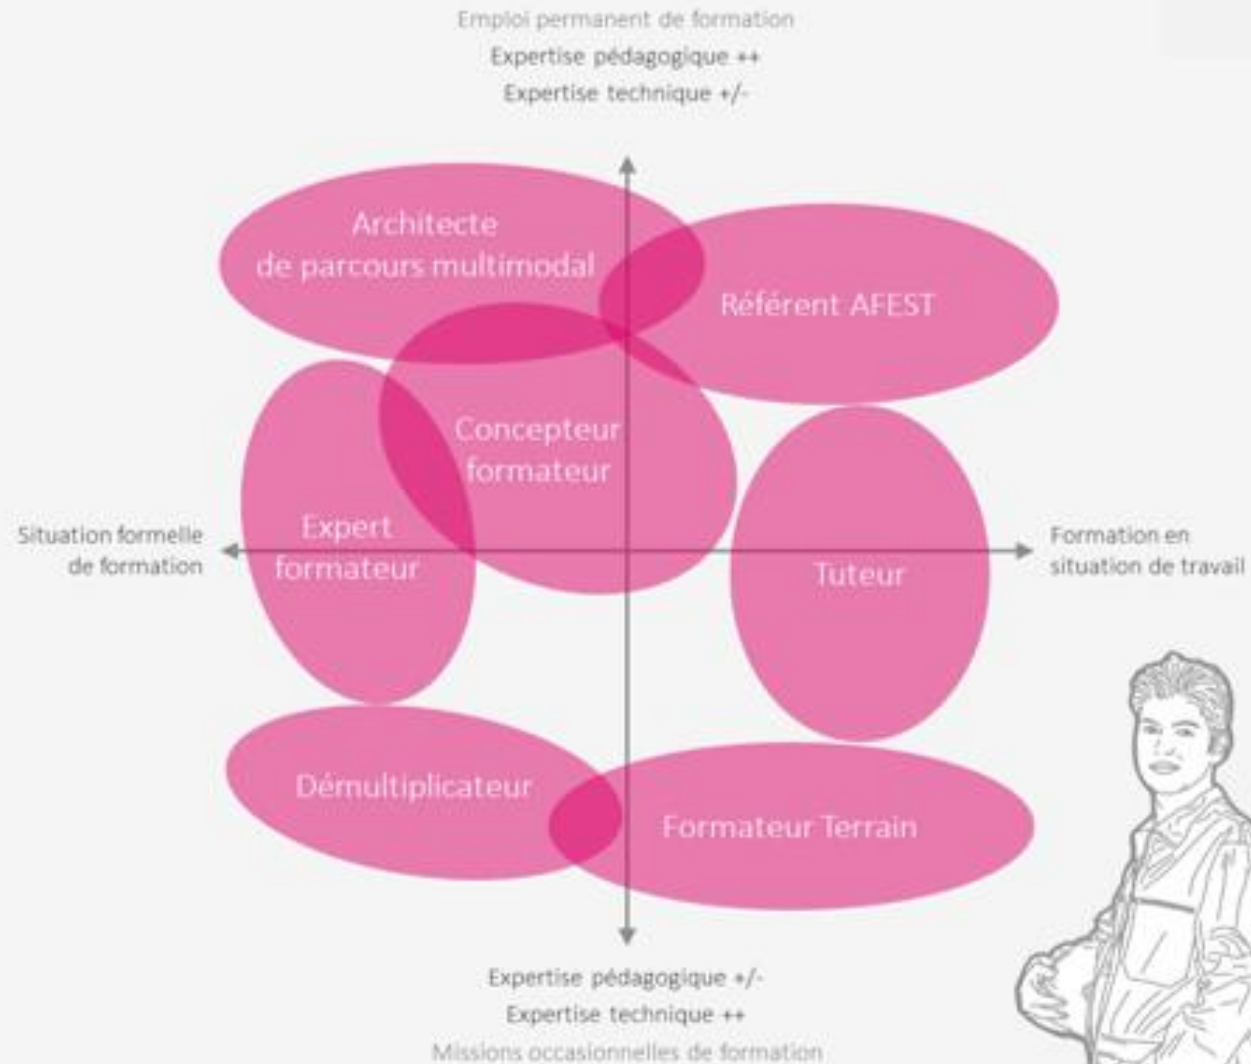 Emploi permanent de formation
Expertise pédagogique ++
Expertise technique +/-
Architecte
de parcours multimodal
Référent AFEST
Concepteur
formateur
Expert
formateur
Situation formelle
de formation
Formation en
situation de travail
Tuteur
Démultiplicateur
Formateur Terrain
Expertise pédagogique +/-
Expertise technique ++
Missions occasionnelles de formation